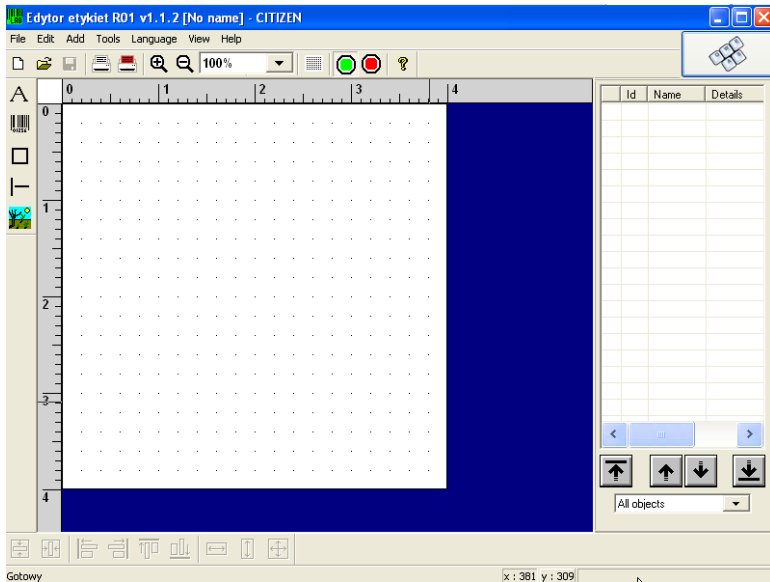 Edytor etykiet R01 v1.1.2 [No name] - CITIZEN
File Edit Add Tools Language View Help
100%
A
0 1 2 3 4
0
1
2
3
4
Id Name Details
All objects
Gotowy
x : 381 y : 309